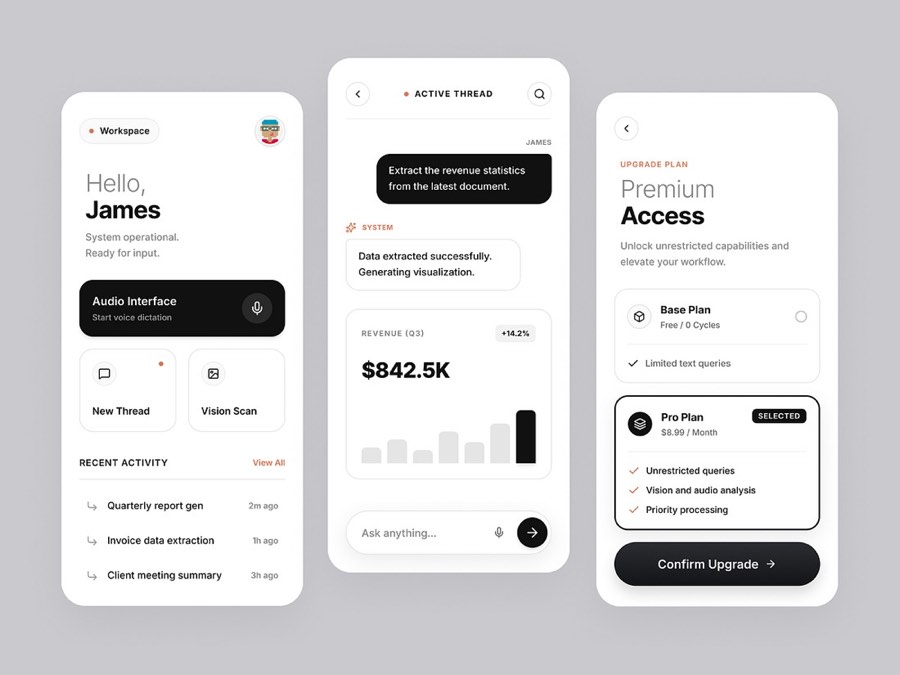 Workspace
Hello,
James
System operational.
Ready for input.
Audio Interface
Start voice dictation
New Thread
Vision Scan
RECENT ACTIVITY
View All
Quarterly report gen
2m ago
Invoice data extraction
1h ago
Client meeting summary
3h ago
ACTIVE THREAD
JAMES
Extract the revenue statistics
from the latest document.
SYSTEM
Data extracted successfully.
Generating visualization.
REVENUE (Q3)
+14.2%
$842.5K
Ask anything...
UPGRADE PLAN
Premium
Access
Unlock unrestricted capabilities and
elevate your workflow.
Base Plan
Free / 0 Cycles
Limited text queries
Pro Plan
SELECTED
$8.99 / Month
Unrestricted queries
Vision and audio analysis
Priority processing
Confirm Upgrade